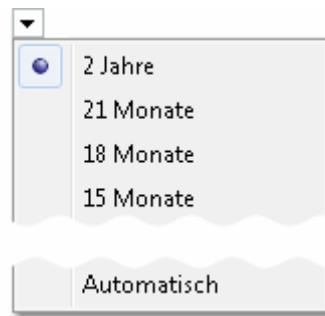 2 Jahre
21 Monate
18 Monate
15 Monate
Automatisch